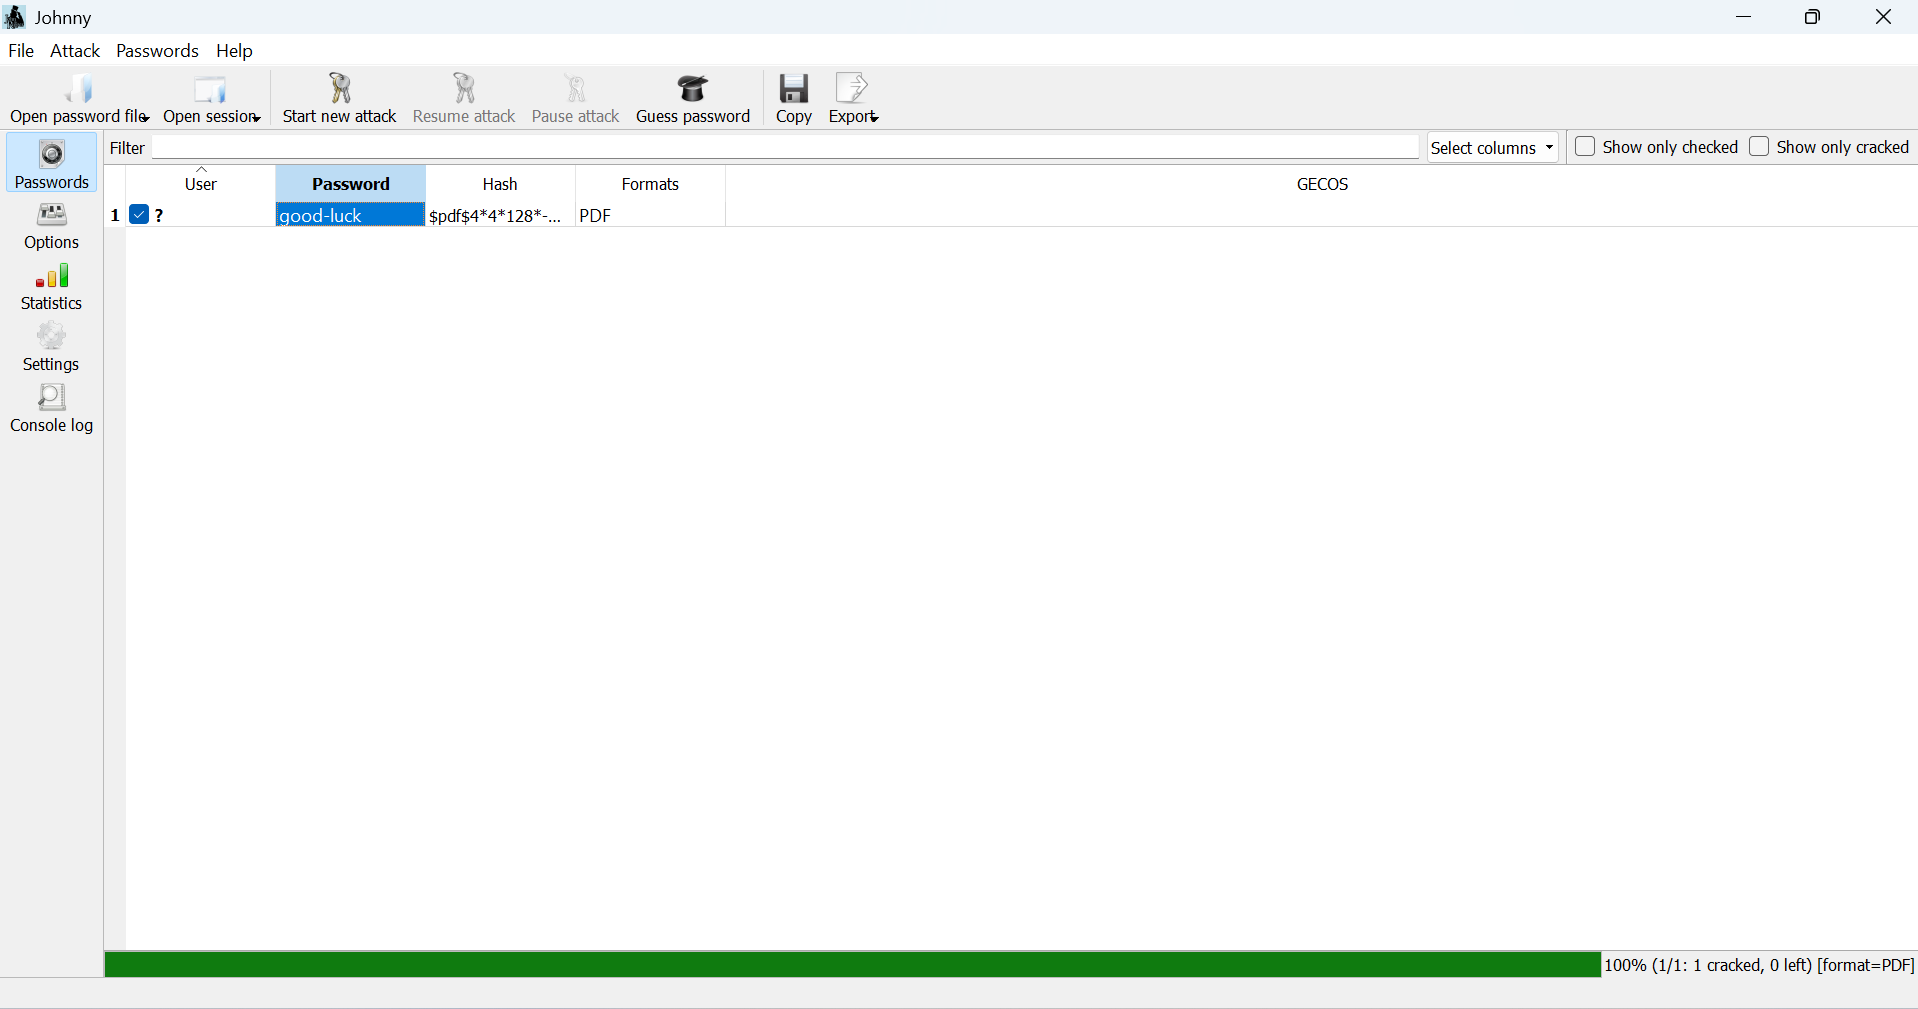 Johnny
File Attack Passwords Help
Open password file Open session Start new attack Resume attack Pause attack Guess password Copy Export
Passwords
Options
Statistics
Settings
Console log
Filter Select columns Show only checked Show only cracked
User Password Hash Formats GECOS
1 ? good-luck $pdf$4*4*128*-... PDF
100% (1/1: 1 cracked, 0 left) [format=PDF]